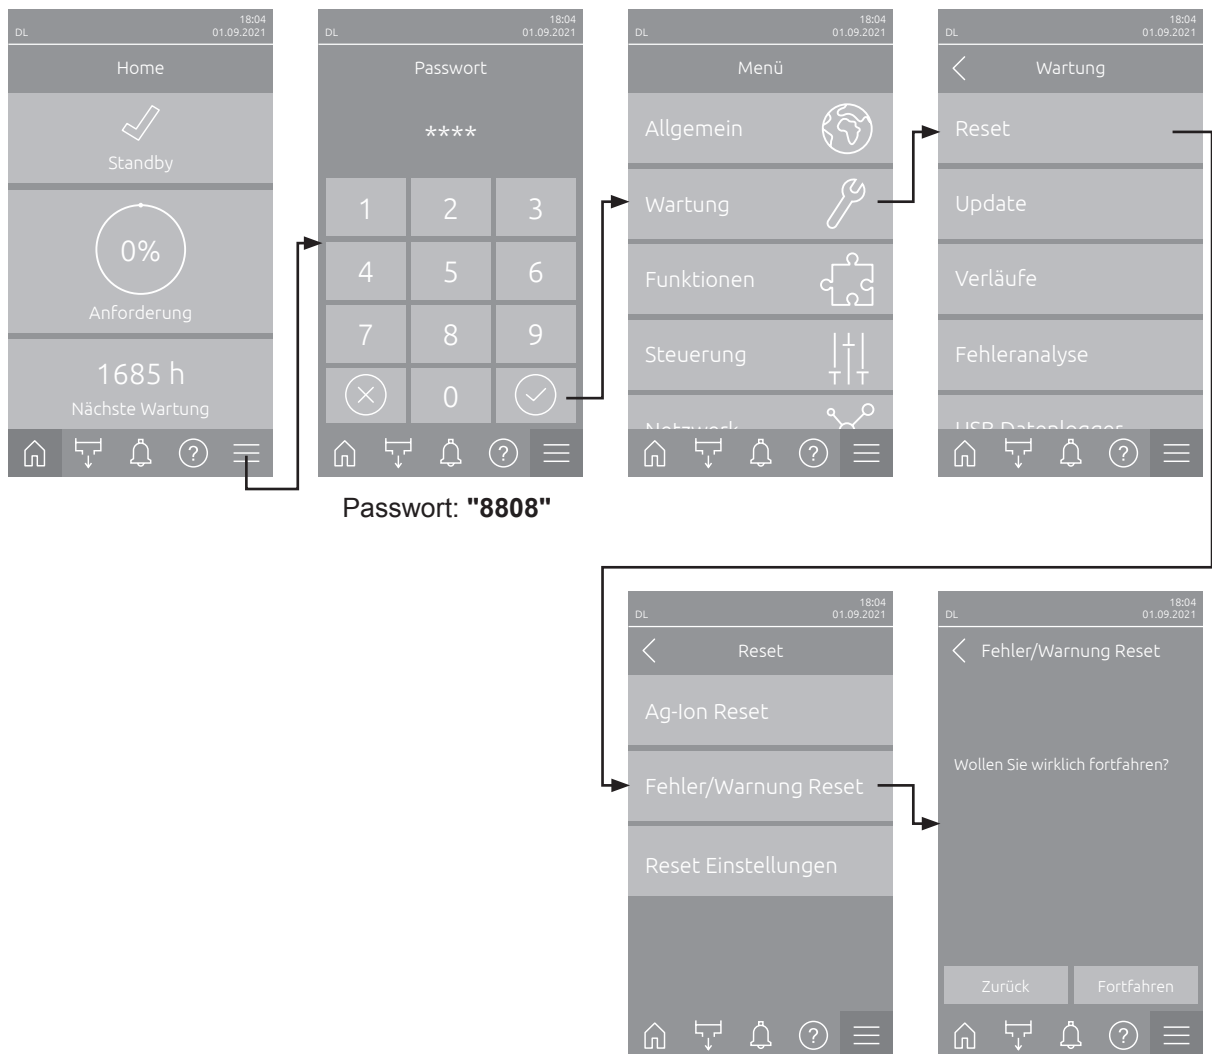 18:04
DL 01.09.2021
Home
Standby
0%
Anforderung
1685 h
Nächste Wartung
18:04
DL 01.09.2021
Passwort
****
1 2 3
4 5 6
7 8 9
0
?
Passwort: "8808"
18:04
DL 01.09.2021
Menü
Allgemein
Wartung
Funktionen
Steuerung
Netzwerk
?
18:04
DL 01.09.2021
Wartung
Reset
Update
Verläufe
Fehleranalyse
USB Datenlogger
?
18:04
DL 01.09.2021
Reset
Ag-Ion Reset
Fehler/Warnung Reset
Reset Einstellungen
?
18:04
DL 01.09.2021
Fehler/Warnung Reset
Wollen Sie wirklich fortfahren?
Zurück Fortfahren
?